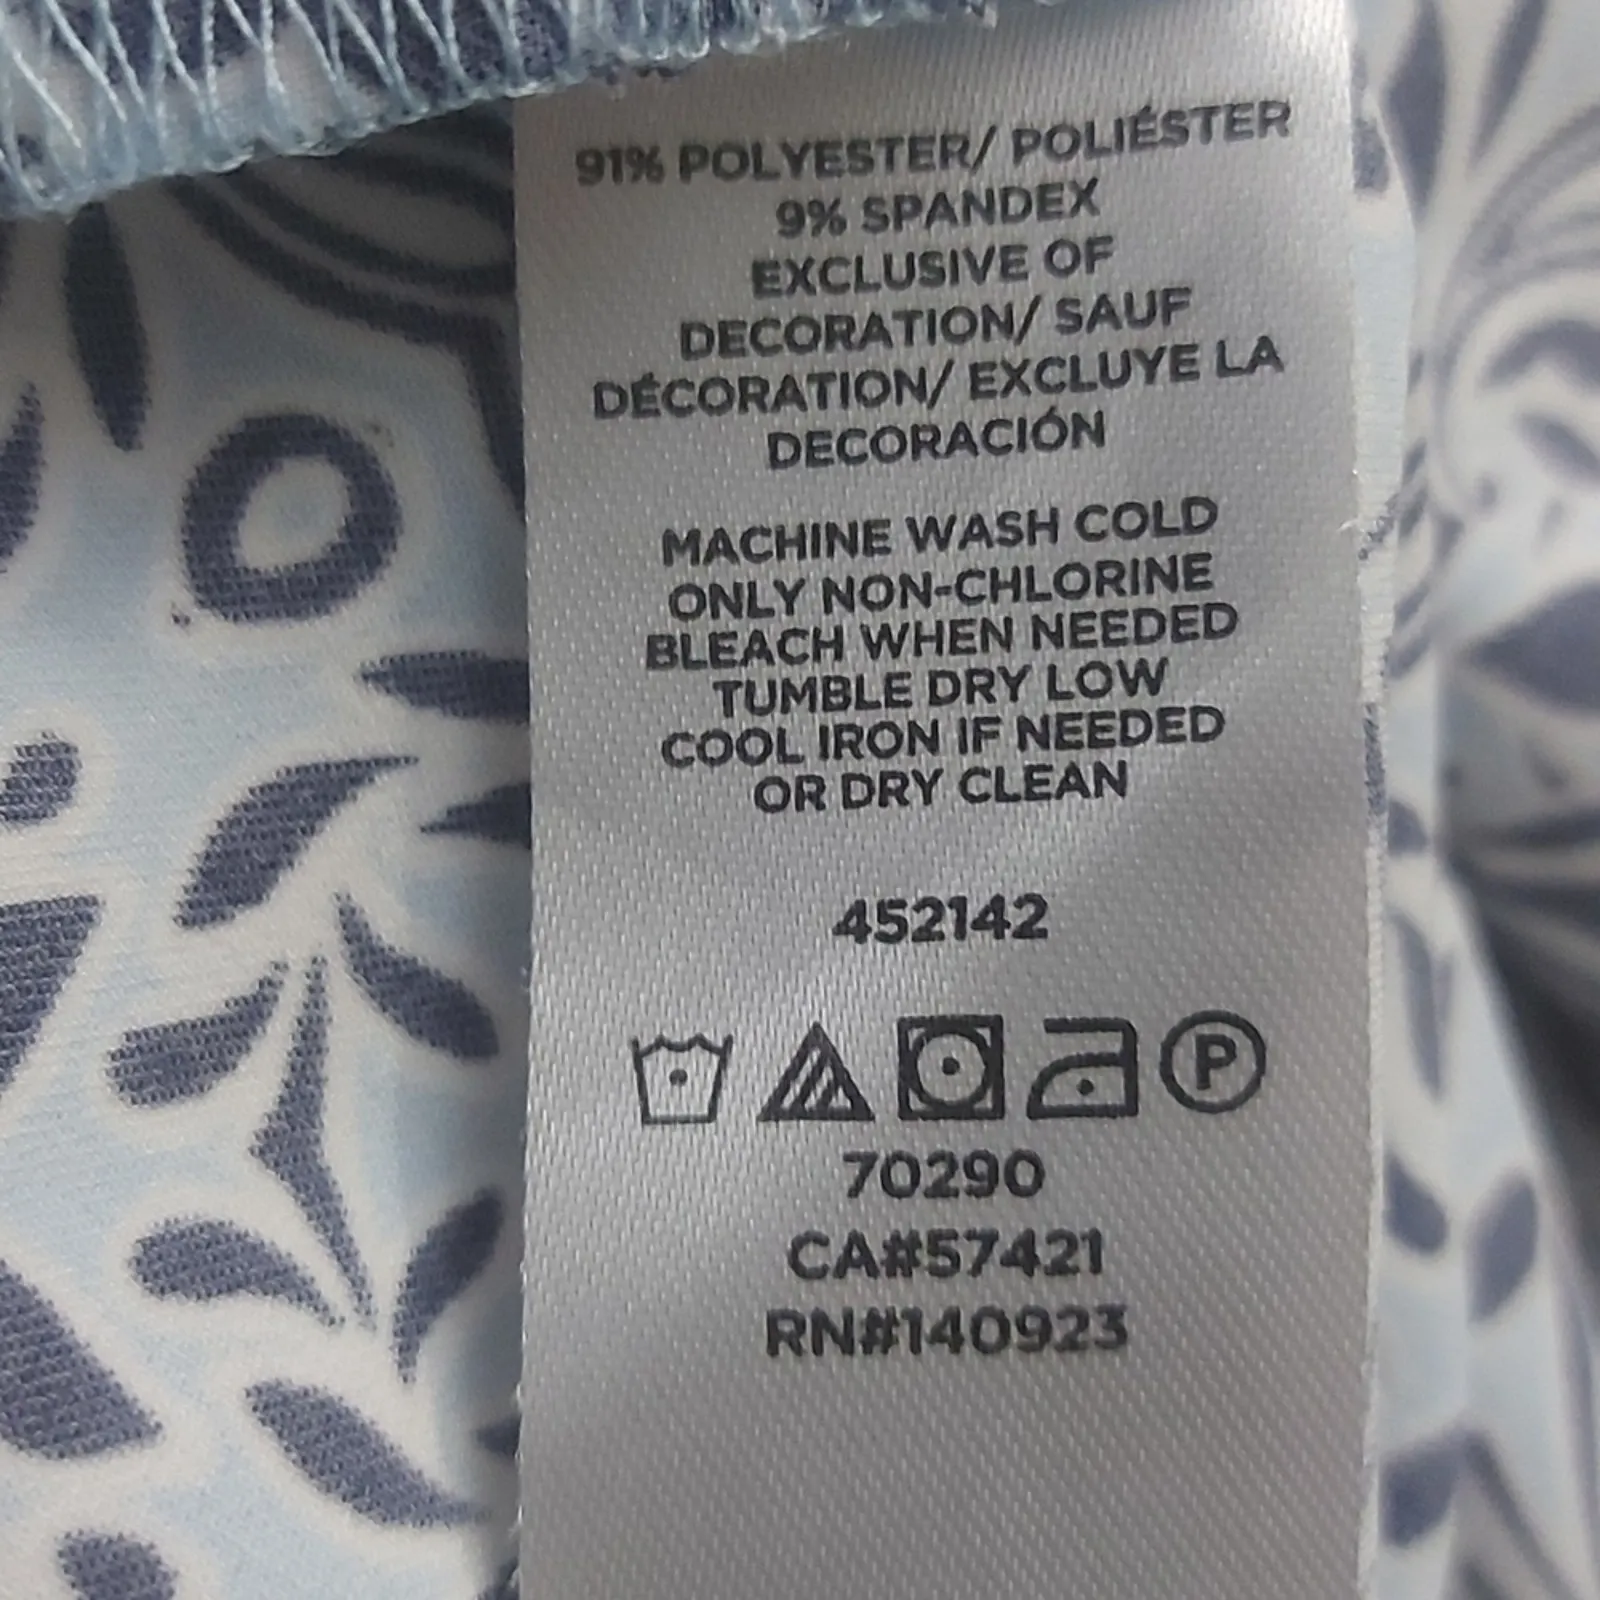 91% POLYESTER/ POLIÉSTER
9% SPANDEX
EXCLUSIVE OF
DECORATION/ SAUF
DÉCORATION/ EXCLUYE LA
DECORACIÓN
MACHINE WASH COLD
ONLY NON-CHLORINE
BLEACH WHEN NEEDED
TUMBLE DRY LOW
COOL IRON IF NEEDED
OR DRY CLEAN
452142
P
70290
CA#57421
RN#140923